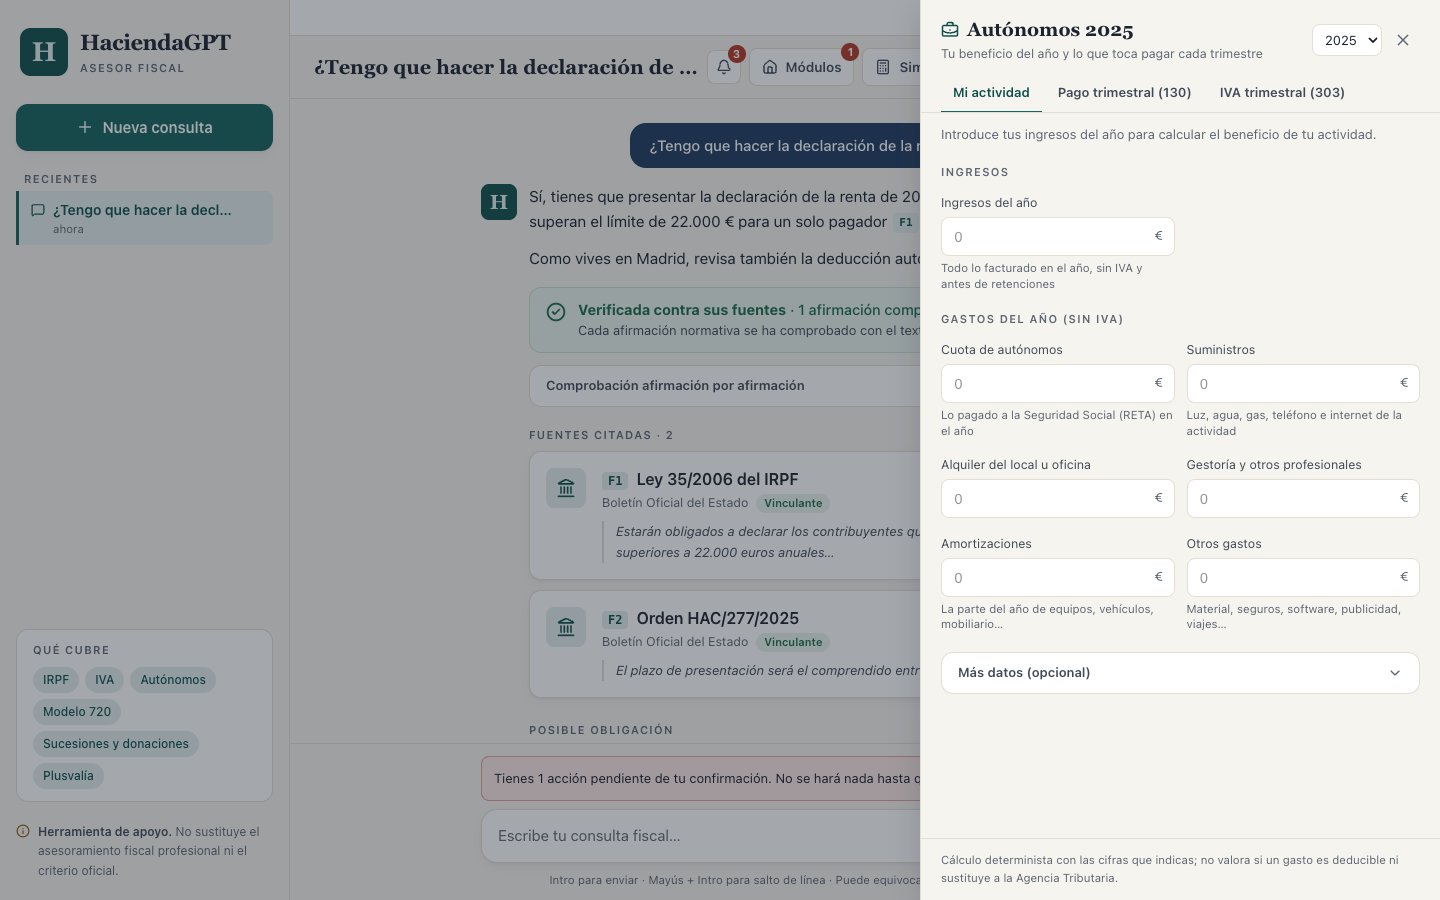 H
HaciendaGPT
ASESOR FISCAL
Nueva consulta
RECIENTES
¿Tengo que hacer la decl...
ahora
QUÉ CUBRE
IRPF
IVA
Autónomos
Modelo 720
Sucesiones y donaciones
Plusvalía
Herramienta de apoyo. No sustituye el
asesoramiento fiscal profesional ni el
criterio oficial.
¿Tengo que hacer la declaración de ...
3
Módulos
1
Sim
¿Tengo que hacer la declaración de la
H
Sí, tienes que presentar la declaración de la renta de 20
superan el límite de 22.000 € para un solo pagador F1
Como vives en Madrid, revisa también la deducción
Verificada contra sus fuentes · 1 afirmación
Cada afirmación normativa se ha comprobado con el
Comprobación afirmación por afirmación
FUENTES CITADAS · 2
F1 Ley 35/2006 del IRPF
Boletín Oficial del Estado Vinculante
Estarán obligados a declarar los contribuyentes
superiores a 22.000 euros anuales...
F2 Orden HAC/277/2025
Boletín Oficial del Estado Vinculante
El plazo de presentación será el comprendido
POSIBLE OBLIGACIÓN
Tienes 1 acción pendiente de tu confirmación. No se hará nada hasta
Escribe tu consulta fiscal...
Intro para enviar · Mayús + Intro para salto de línea · Puede
Autónomos 2025
Tu beneficio del año y lo que toca pagar cada trimestre
2025
Mi actividad
Pago trimestral (130)
IVA trimestral (303)
Introduce tus ingresos del año para calcular el beneficio de tu actividad.
INGRESOS
Ingresos del año
0 €
Todo lo facturado en el año, sin IVA y
antes de retenciones
GASTOS DEL AÑO (SIN IVA)
Cuota de autónomos
0 €
Lo pagado a la Seguridad Social (RETA) en
el año
Suministros
0 €
Luz, agua, gas, teléfono e internet de la
actividad
Alquiler del local u oficina
0 €
Gestoría y otros profesionales
0 €
Amortizaciones
0 €
La parte del año de equipos, vehículos,
mobiliario...
Otros gastos
0 €
Material, seguros, software, publicidad,
viajes...
Más datos (opcional)
Cálculo determinista con las cifras que indicas; no valora si un gasto es deducible ni
sustituye a la Agencia Tributaria.